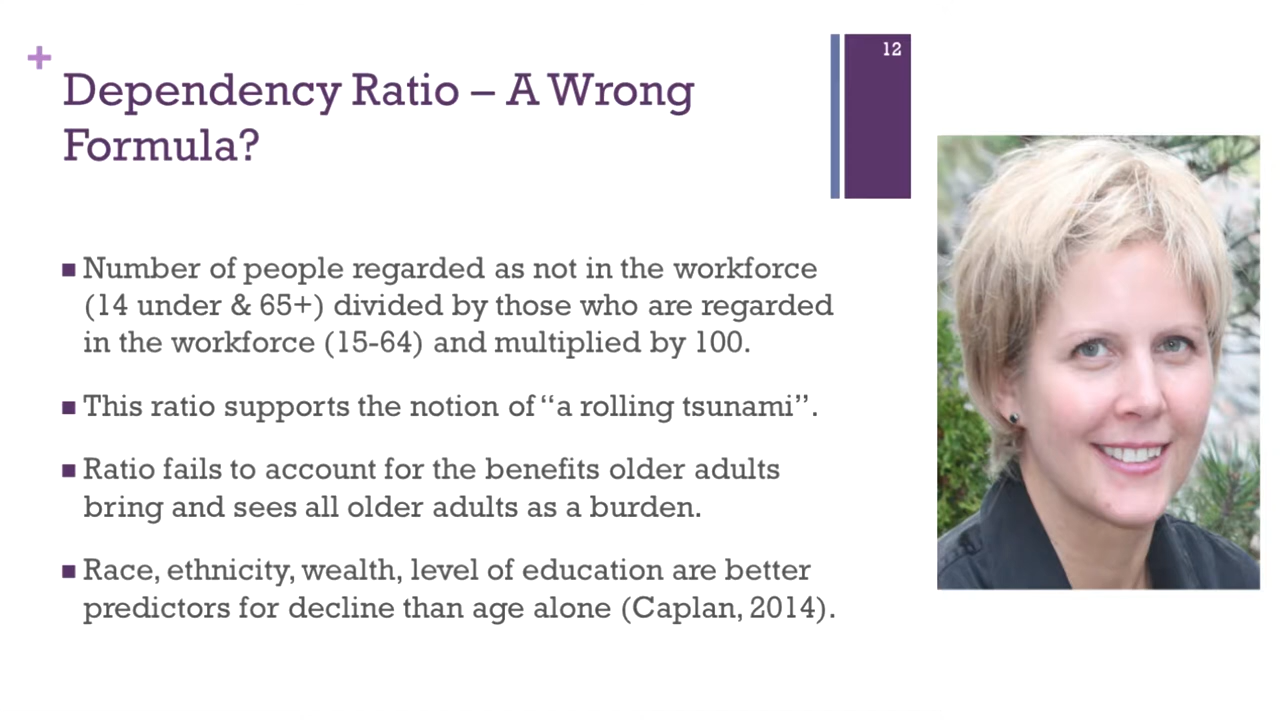 12
Dependency Ratio – A Wrong
Formula?
Number of people regarded as not in the workforce
(14 under & 65+) divided by those who are regarded
in the workforce (15-64) and multiplied by 100.
This ratio supports the notion of “a rolling tsunami”.
Ratio fails to account for the benefits older adults
bring and sees all older adults as a burden.
Race, ethnicity, wealth, level of education are better
predictors for decline than age alone (Caplan, 2014).